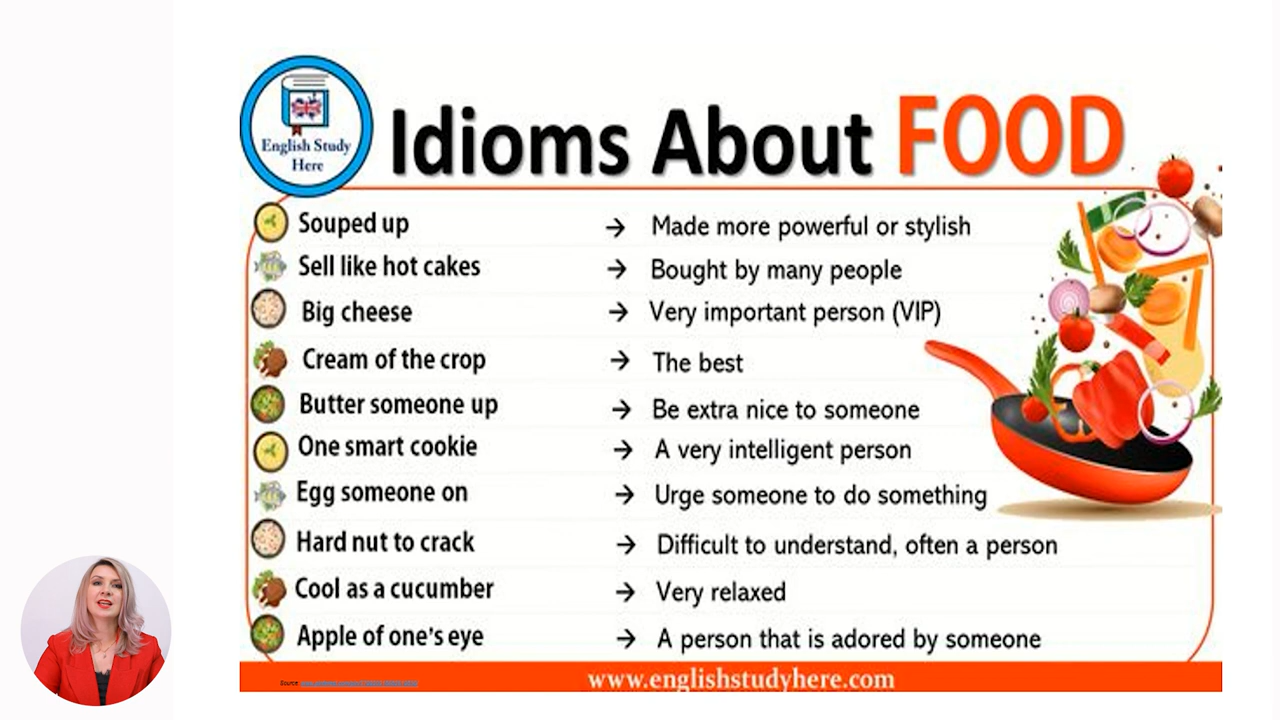 English Study
Here
Idioms About FOOD
Souped up → Made more powerful or stylish
Sell like hot cakes → Bought by many people
Big cheese → Very important person (VIP)
Cream of the crop → The best
Butter someone up → Be extra nice to someone
One smart cookie → A very intelligent person
Egg someone on → Urge someone to do something
Hard nut to crack → Difficult to understand, often a person
Cool as a cucumber → Very relaxed
Apple of one's eye → A person that is adored by someone
Source
www.englishstudyhere.com